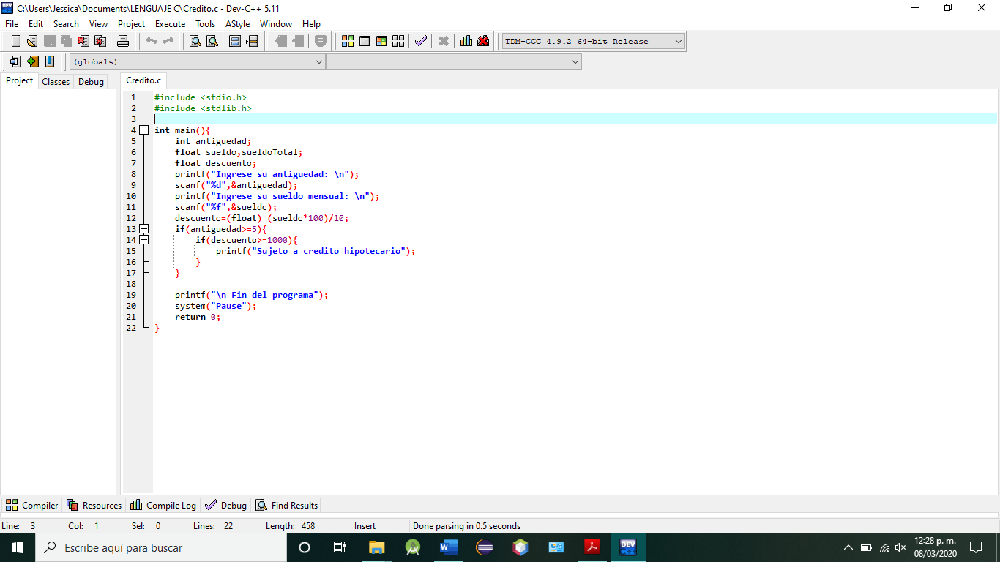 C:\Users\Jessica\Documents\LENGUAJE C\Credito.c - Dev-C++ 5.11
File Edit Search View Project Execute Tools AStyle Window Help
TDM-GCC 4.9.2 64-bit Release
(globals)
Project Classes Debug
Credito.c
1 #include <stdio.h>
2 #include <stdlib.h>
3
4 int main(){
5 int antiguedad;
6 float sueldo,sueldoTotal;
7 float descuento;
8 printf("Ingrese su antiguedad: \n");
9 scanf("%d",&antiguedad);
10 printf("Ingrese su sueldo mensual: \n");
11 scanf("%f",&sueldo);
12 descuento=(float) (sueldo*100)/10;
13 if(antiguedad>=5){
14 if(descuento>=1000){
15 printf("Sujeto a credito hipotecario");
16 }
17 }
18
19 printf("\n Fin del programa");
20 system("Pause");
21 return 0;
22 }
Compiler Resources Compile Log Debug Find Results
Line: 3 Col: 1 Sel: 0 Lines: 22 Length: 458 Insert Done parsing in 0.5 seconds
Escribe aquí para buscar
12:28 p. m.
08/03/2020